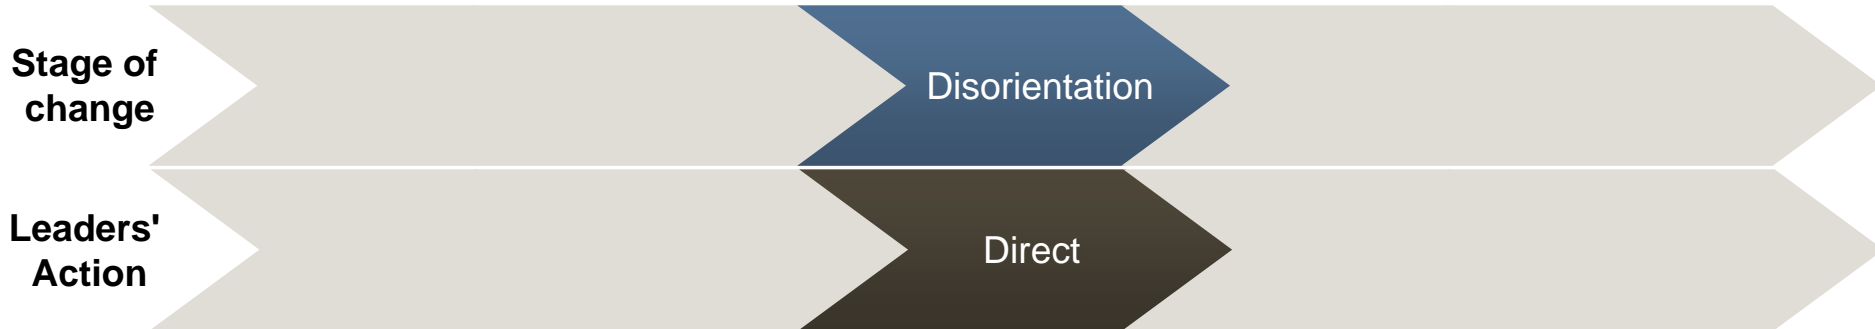 Stage of
change
Disorientation
Leaders'
Action
Direct